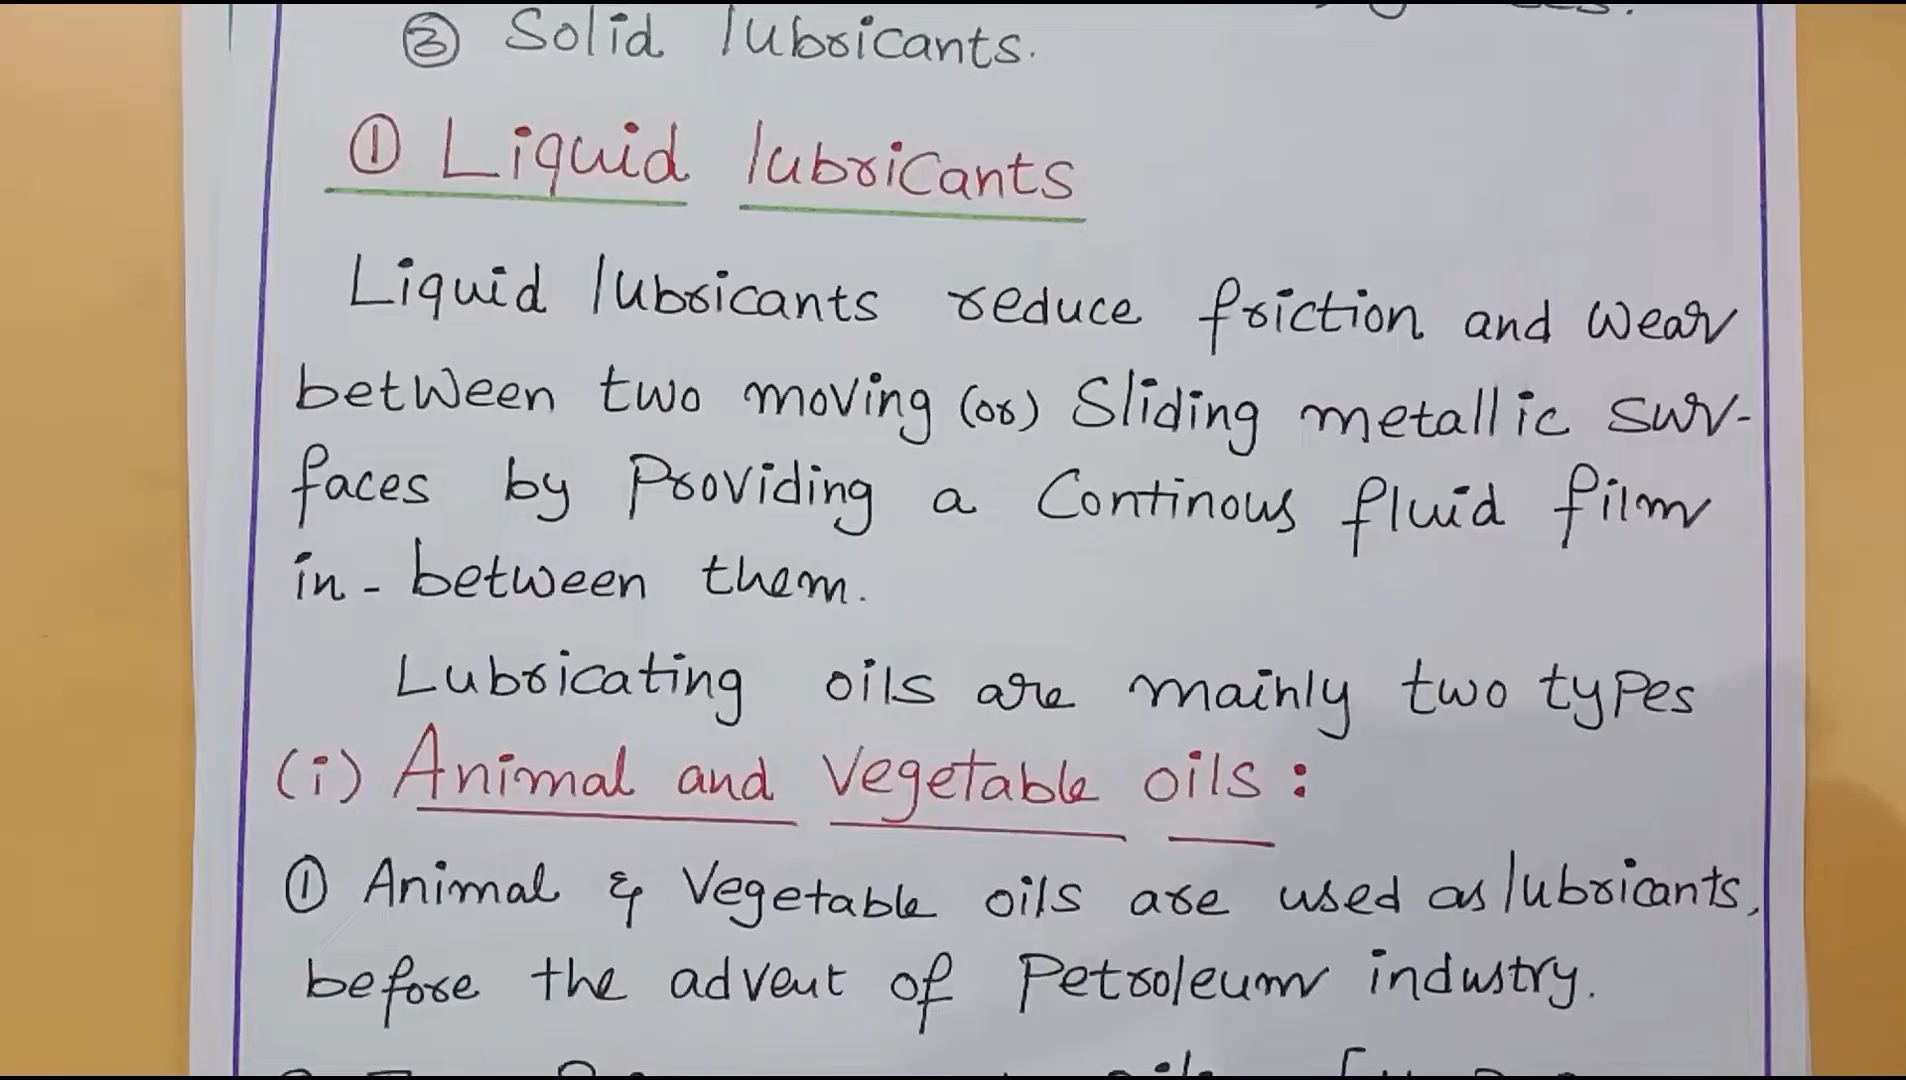 ③ Solid lubricants.
① Liquid lubricants
Liquid lubricants reduce friction and wear
between two moving (or) Sliding metallic sur-
faces by Providing a Continous fluid film
in-between them.
Lubricating oils are mainly two types
(i) Animal and Vegetable oils:
① Animal & Vegetable oils are used as lubricants,
before the advent of Petroleum industry.